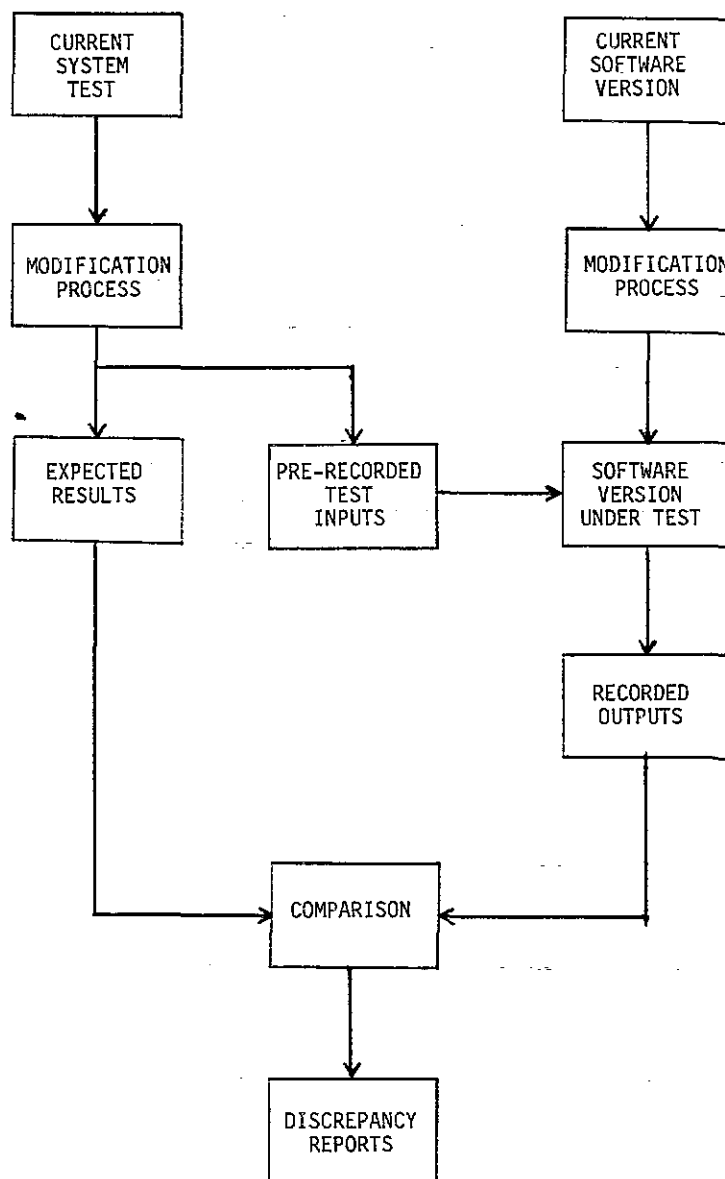 CURRENT
SYSTEM
TEST
CURRENT
SOFTWARE
VERSION
MODIFICATION
PROCESS
MODIFICATION
PROCESS
EXPECTED
RESULTS
PRE-RECORDED
TEST
INPUTS
SOFTWARE
VERSION
UNDER TEST
RECORDED
OUTPUTS
COMPARISON
DISCREPANCY
REPORTS